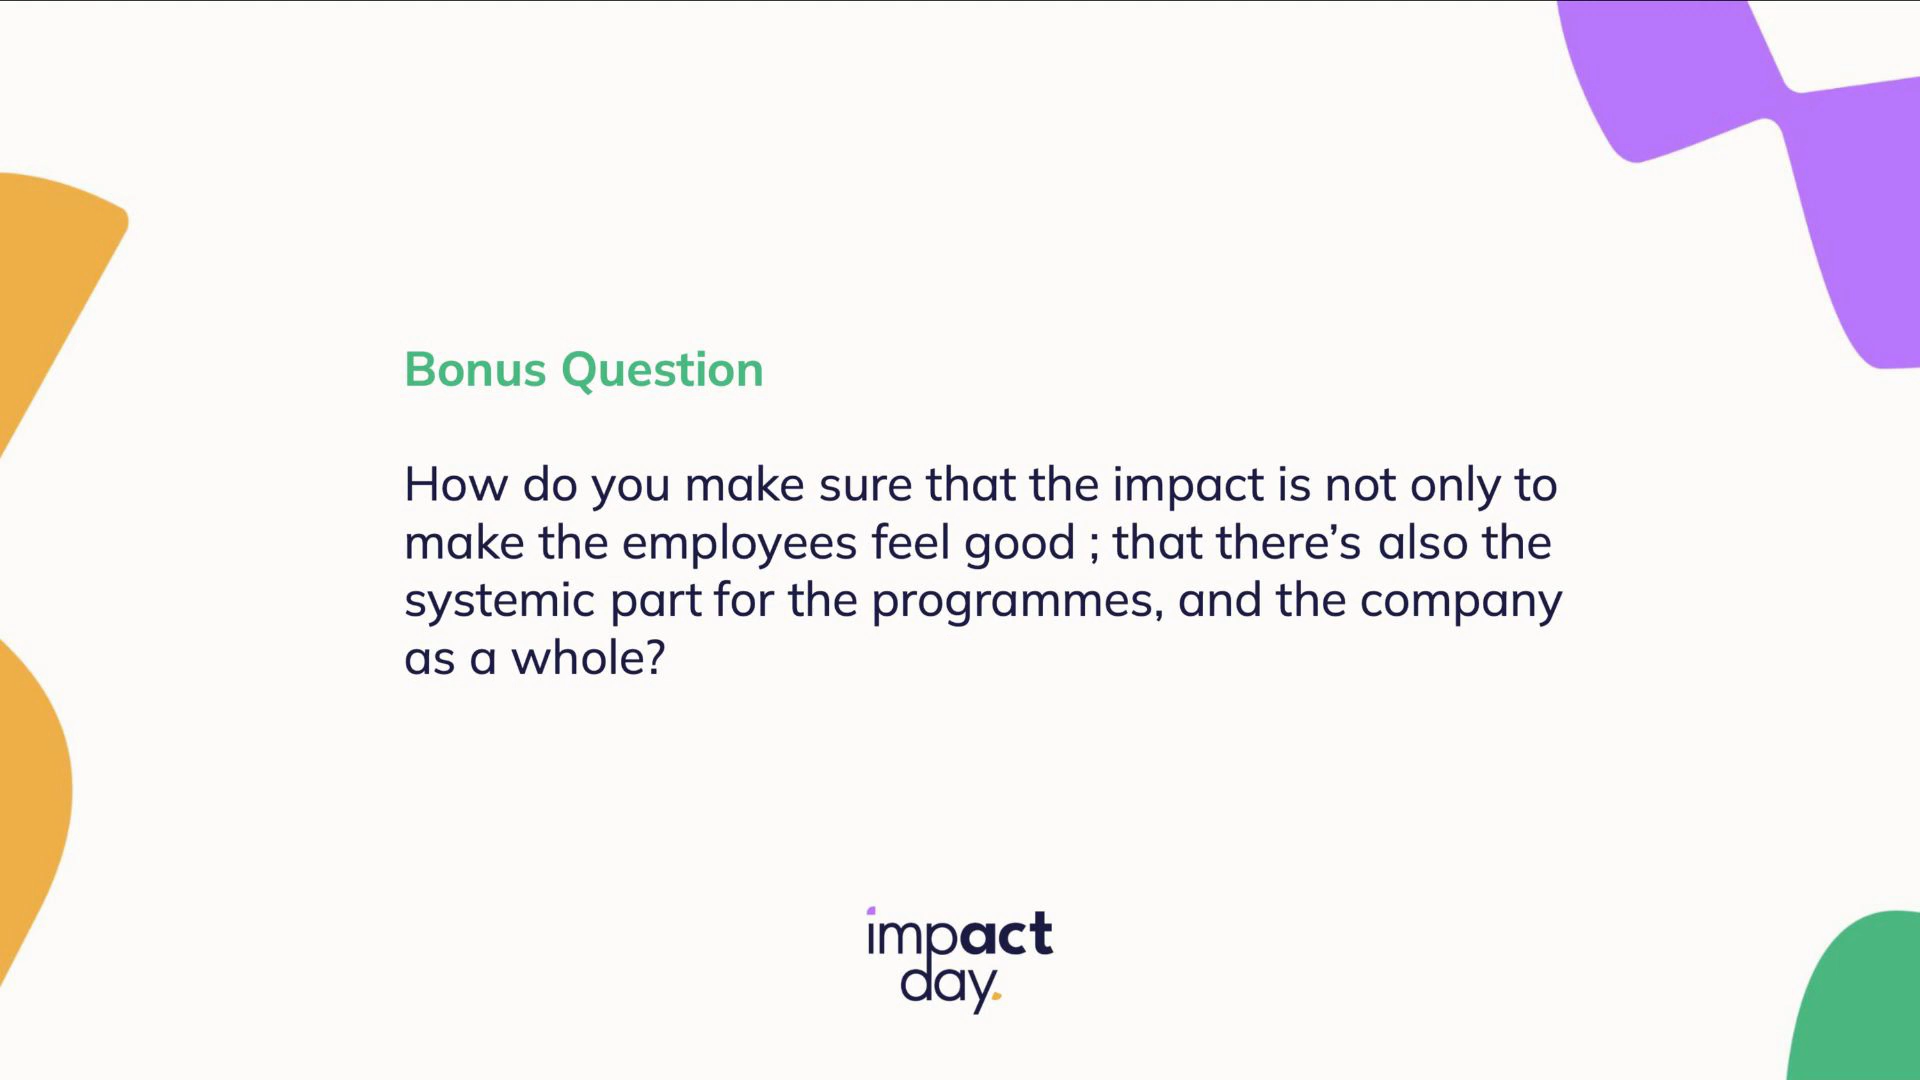 Bonus Question
How do you make sure that the impact is not only to
make the employees feel good ; that there’s also the
systemic part for the programmes, and the company
as a whole?
impact
day.